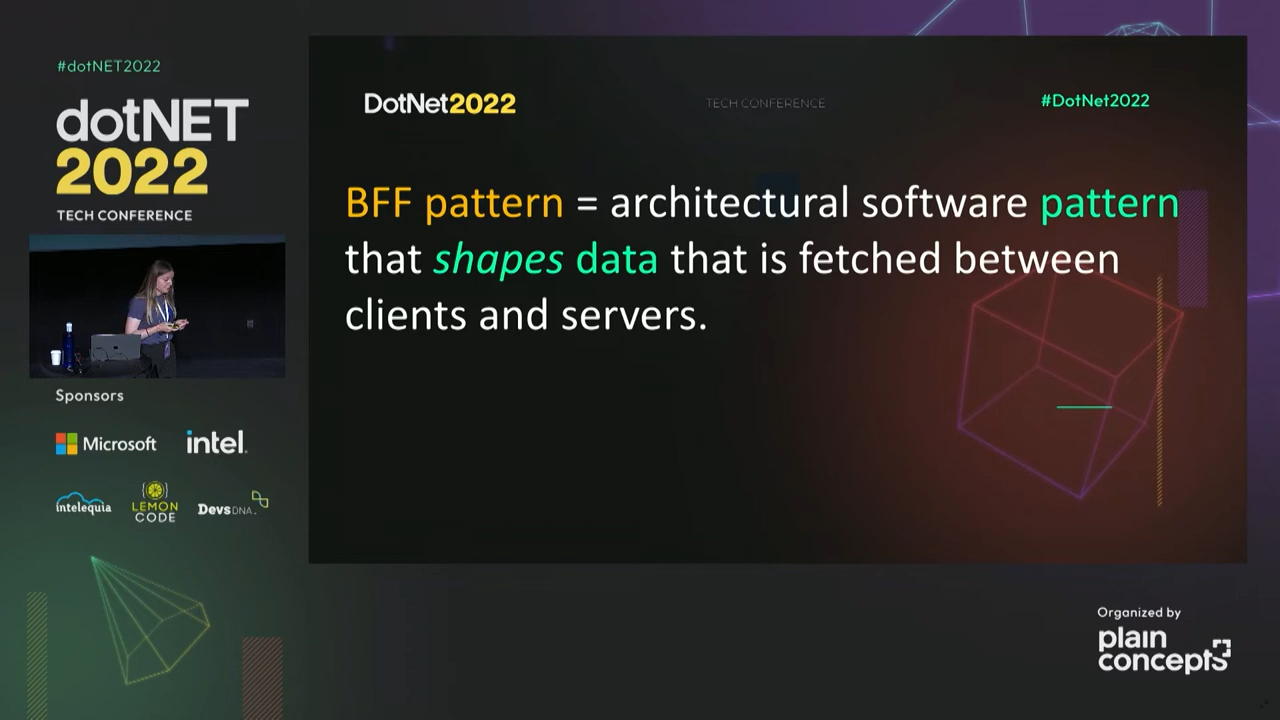 #dotNET2022
dotNET
2022
TECH CONFERENCE
Sponsors
Microsoft
intel.
intelequia
LEMON
CODE
DevsDNA.
Organized by
plain
concepts
DotNet2022
TECH CONFERENCE
#DotNet2022
BFF pattern = architectural software pattern
that shapes data that is fetched between
clients and servers.